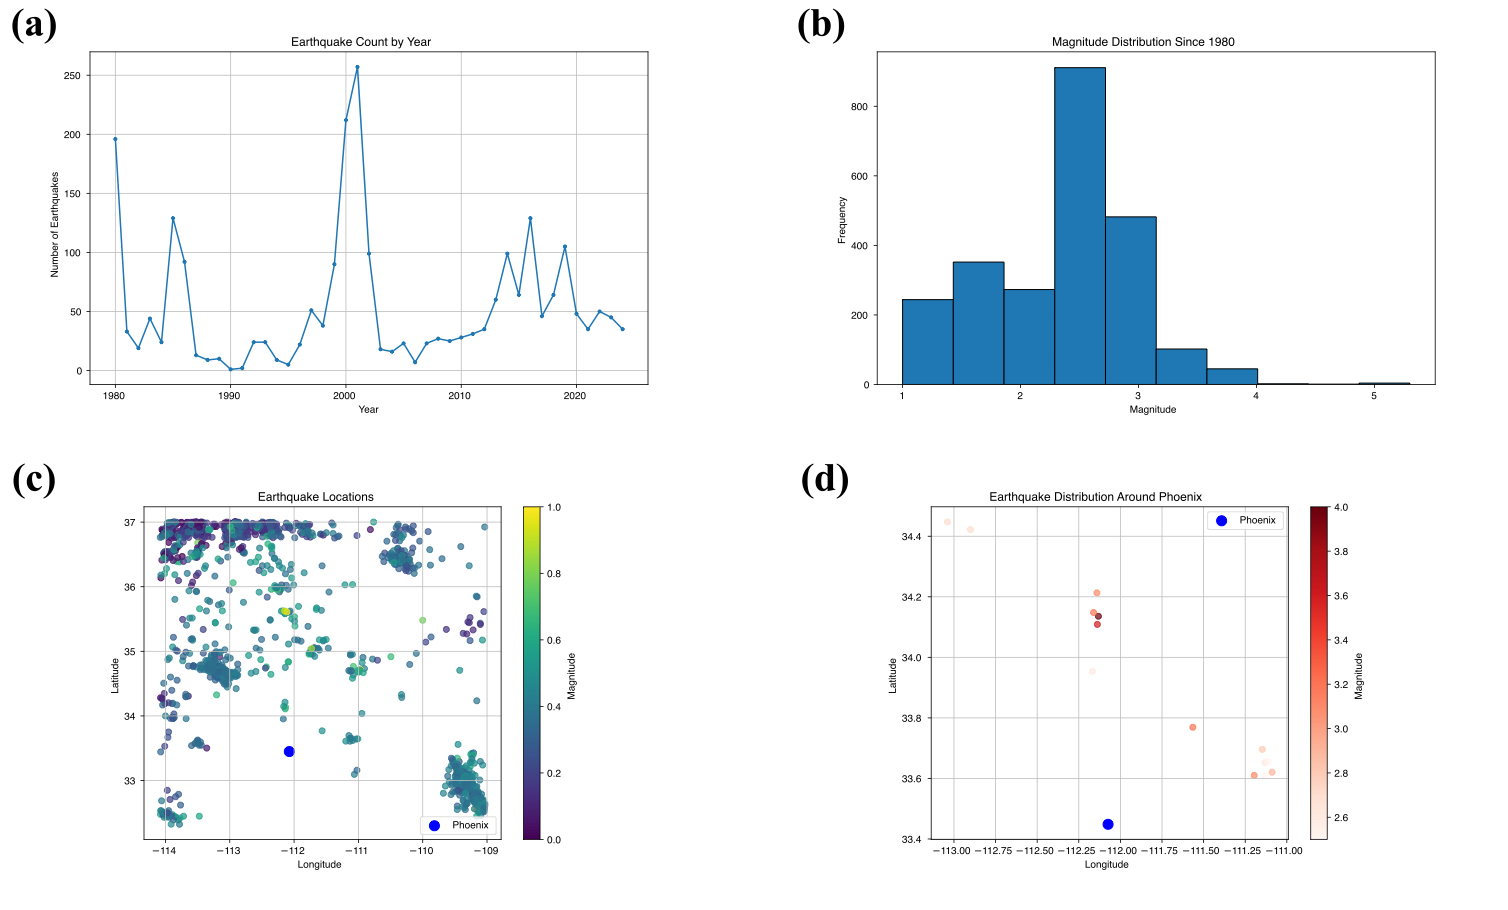 (a)
Earthquake Count by Year
250
200
150
100
50
0
Number of Earthquakes
1980 1990 2000 2010 2020
Year
(b)
Magnitude Distribution Since 1980
800
600
400
200
0
Frequency
1 2 3 4 5
Magnitude
(c)
Earthquake Locations
37
36
35
34
33
Latitude
Phoenix
−114 −113 −112 −111 −110 −109
Longitude
1.0
0.8
0.6
0.4
0.2
0.0
Magnitude
(d)
Earthquake Distribution Around Phoenix
Phoenix
34.4
34.2
34.0
33.8
33.6
33.4
Latitude
−113.00 −112.75 −112.50 −112.25 −112.00 −111.75 −111.50 −111.25 −111.00
Longitude
4.0
3.8
3.6
3.4
3.2
3.0
2.8
2.6
Magnitude